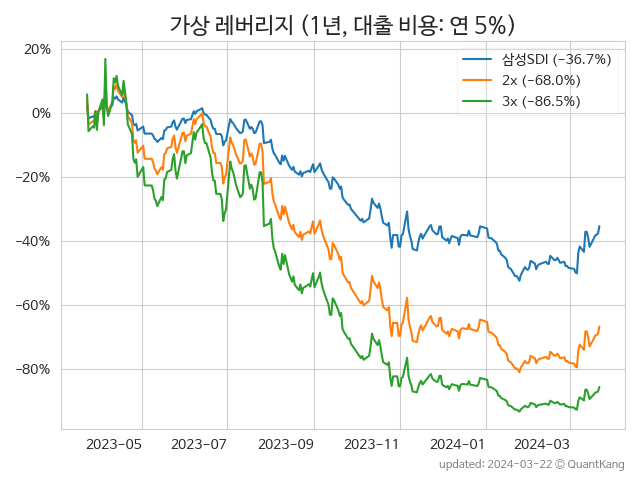 가상 레버리지 (1년, 대출 비용: 연 5%)
20%
0%
−20%
−40%
−60%
−80%
삼성SDI (−36.7%)
2x (−68.0%)
3x (−86.5%)
2023-05 2023-07 2023-09 2023-11 2024-01 2024-03
updated: 2024-03-22 © QuantKang